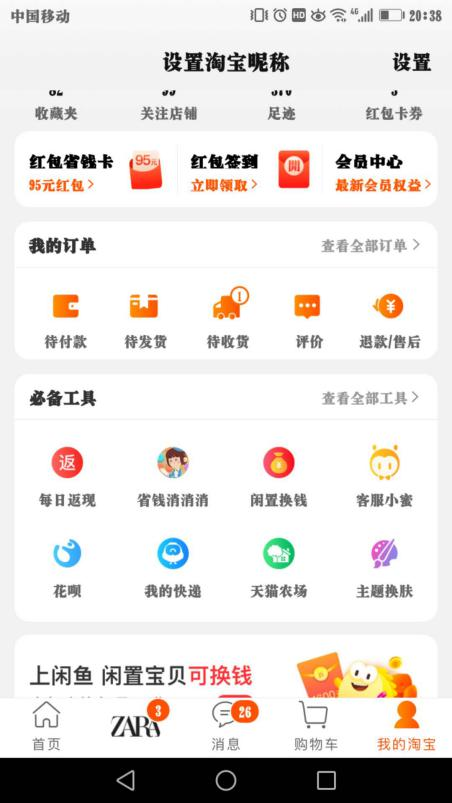 中国移动
HD 4G 20:38
设置淘宝昵称 设置
收藏夹 关注店铺 足迹 红包卡券
红包省钱卡 95元 红包签到 開 会员中心
95元红包 立即领取 最新会员权益
我的订单 查看全部订单
1
待付款 待发货 待收货 评价 退款/售后
必备工具 查看全部工具
返
每日返现 省钱消消消 闲置换钱 客服小蜜
花呗 我的快递 天猫农场 主题换肤
上闲鱼 闲置宝贝可换钱
ZARA 3 26
首页 消息 购物车 我的淘宝